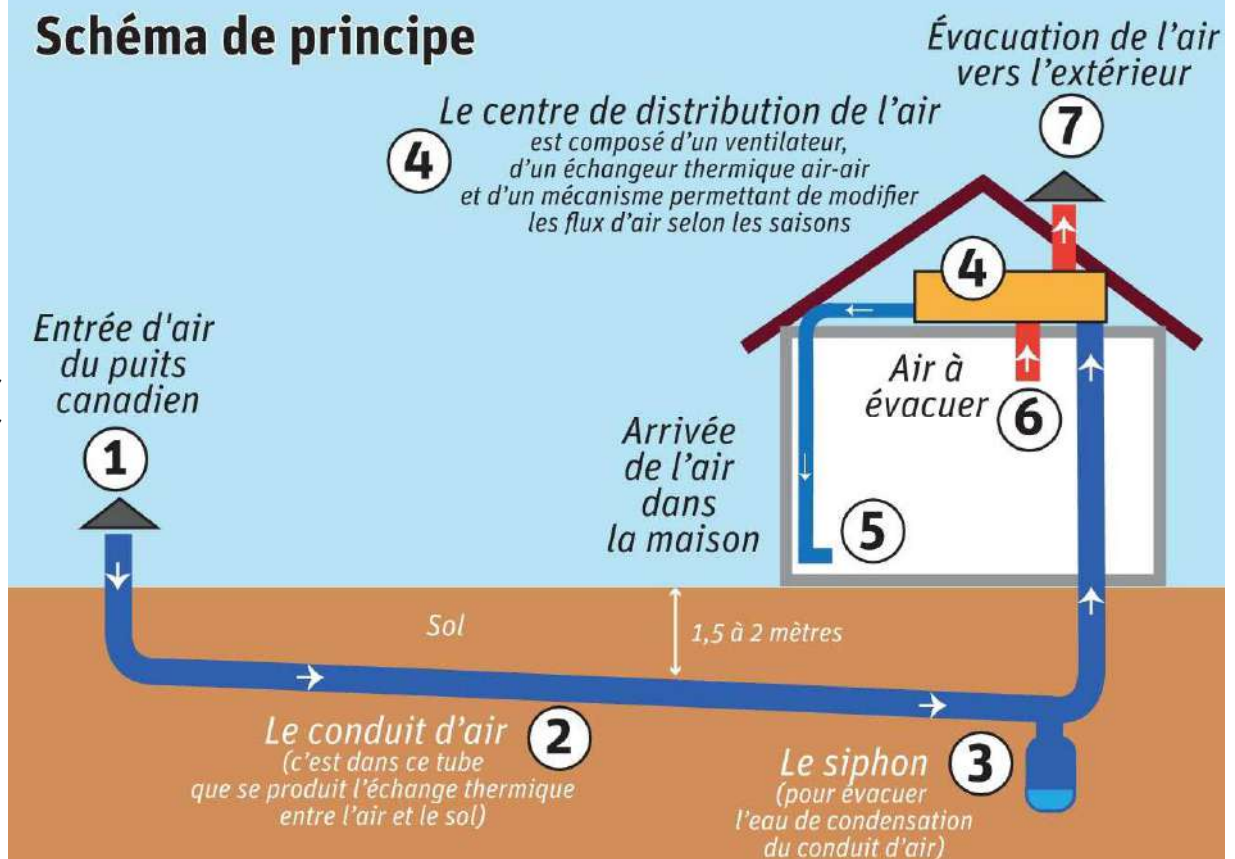 Schéma de principe
Évacuation de l'air
vers l'extérieur
7
Le centre de distribution de l'air
4
est composé d'un ventilateur,
d'un échangeur thermique air-air
et d'un mécanisme permettant de modifier
les flux d'air selon les saisons
4
Entrée d'air
du puits
canadien
1
Air à
évacuer
6
Arrivée
de l'air
dans
la maison
5
Sol
1,5 à 2 mètres
Le conduit d'air
2
(c'est dans ce tube
que se produit l'échange thermique
entre l'air et le sol)
Le siphon
3
(pour évacuer
l'eau de condensation
du conduit d'air)